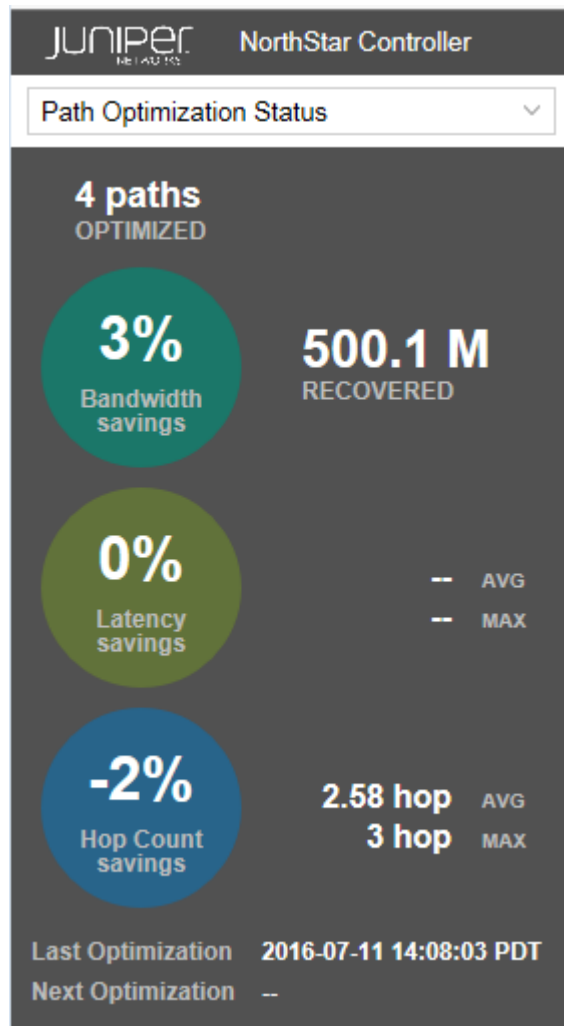 JUNIPER
NETWORKS
NorthStar Controller
Path Optimization Status
4 paths
OPTIMIZED
3%
Bandwidth
savings
500.1 M
RECOVERED
0%
Latency
savings
-- AVG
-- MAX
-2%
Hop Count
savings
2.58 hop AVG
3 hop MAX
Last Optimization 2016-07-11 14:08:03 PDT
Next Optimization --